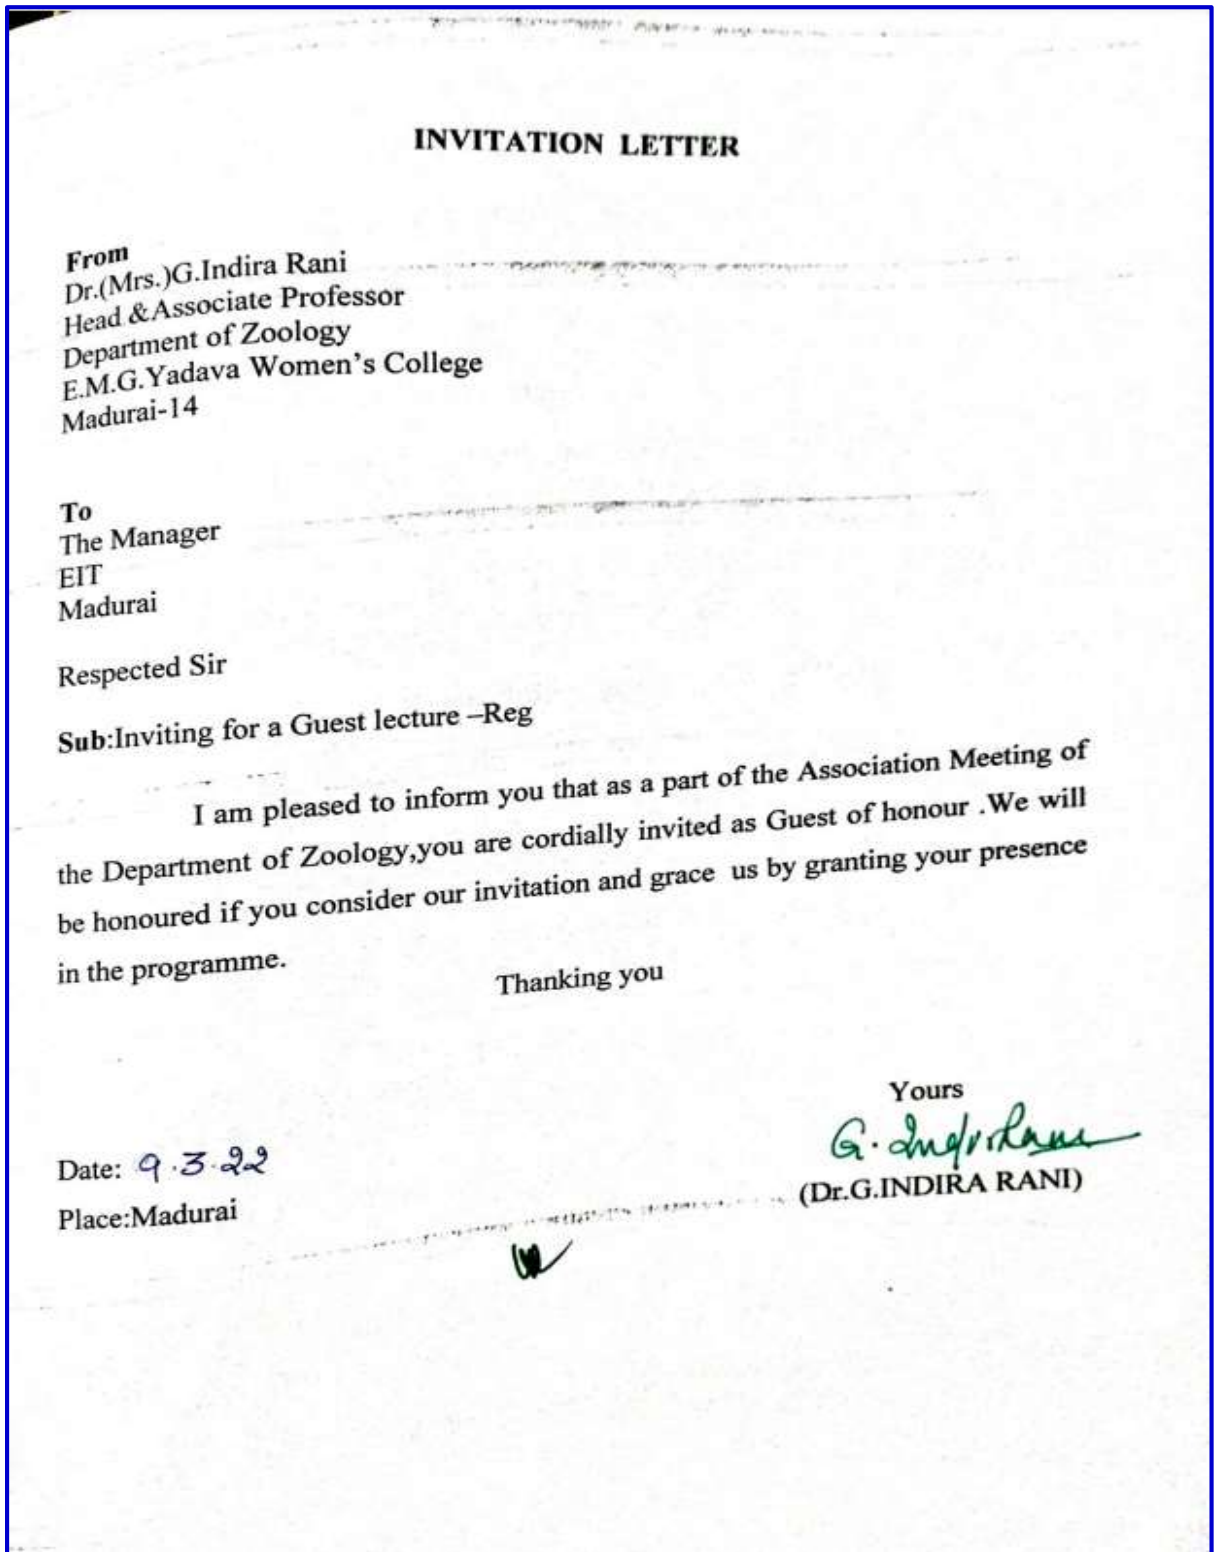 INVITATION LETTER
From
Dr.(Mrs.)G.Indira Rani
Head &Associate Professor
Department of Zoology
E.M.G.Yadava Women's College
Madurai-14
To
The Manager
EIT
Madurai
Respected Sir
Sub:Inviting for a Guest lecture –Reg
I am pleased to inform you that as a part of the Association Meeting of
the Department of Zoology,you are cordially invited as Guest of honour .We will
be honoured if you consider our invitation and grace us by granting your presence
in the programme.
Thanking you
Yours
G. Indira Rani
Date: 9.3.22
(Dr.G.INDIRA RANI)
Place:Madurai